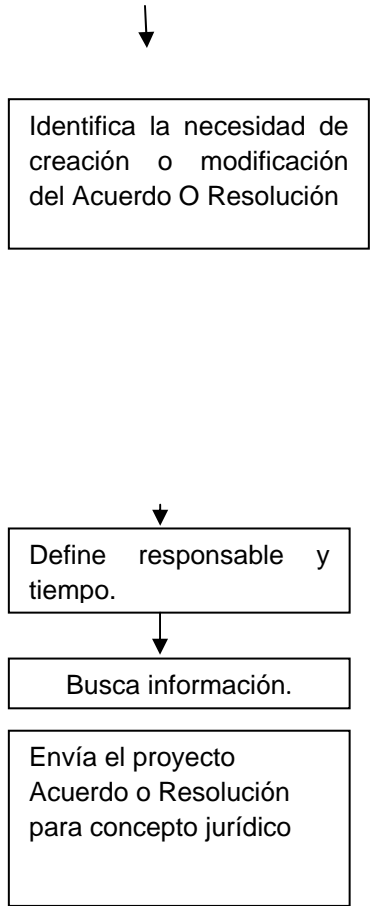 Identifica la necesidad de
creación o modificación
del Acuerdo O Resolución
Define responsable y
tiempo.
Busca información.
Envía el proyecto
Acuerdo o Resolución
para concepto jurídico